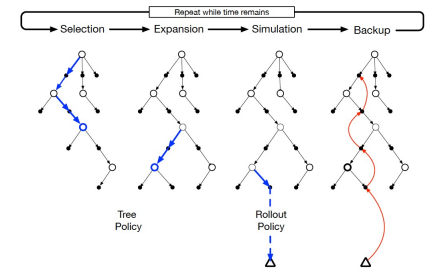 Repeat while time remains
Selection
Expansion
Simulation
Backup
Tree
Policy
Rollout
Policy